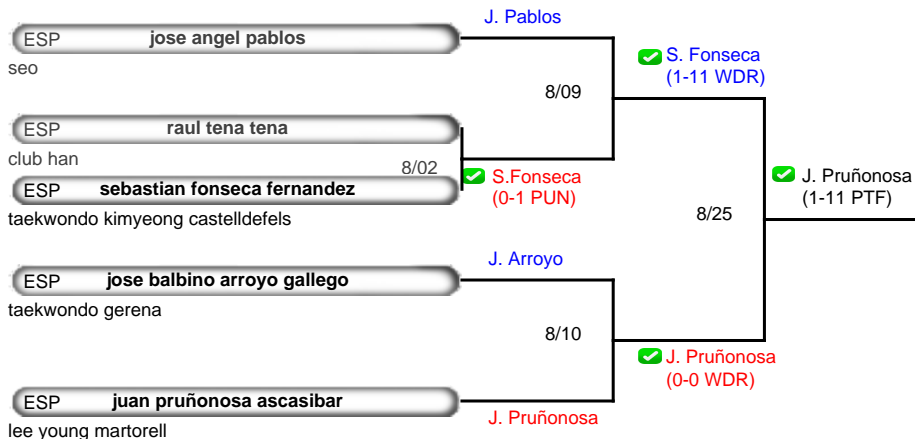 J. Pablos
ESP jose angel pablos
seo
S. Fonseca
(1-11 WDR)
8/09
ESP raul tena tena
club han
8/02
S.Fonseca
(0-1 PUN)
ESP sebastian fonseca fernandez
taekwondo kimyeong castelldefels
J. Pruñonosa
(1-11 PTF)
8/25
J. Arroyo
ESP jose balbino arroyo gallego
taekwondo gerena
8/10
J. Pruñonosa
(0-0 WDR)
ESP juan pruñonosa ascasibar
J. Pruñonosa
lee young martorell